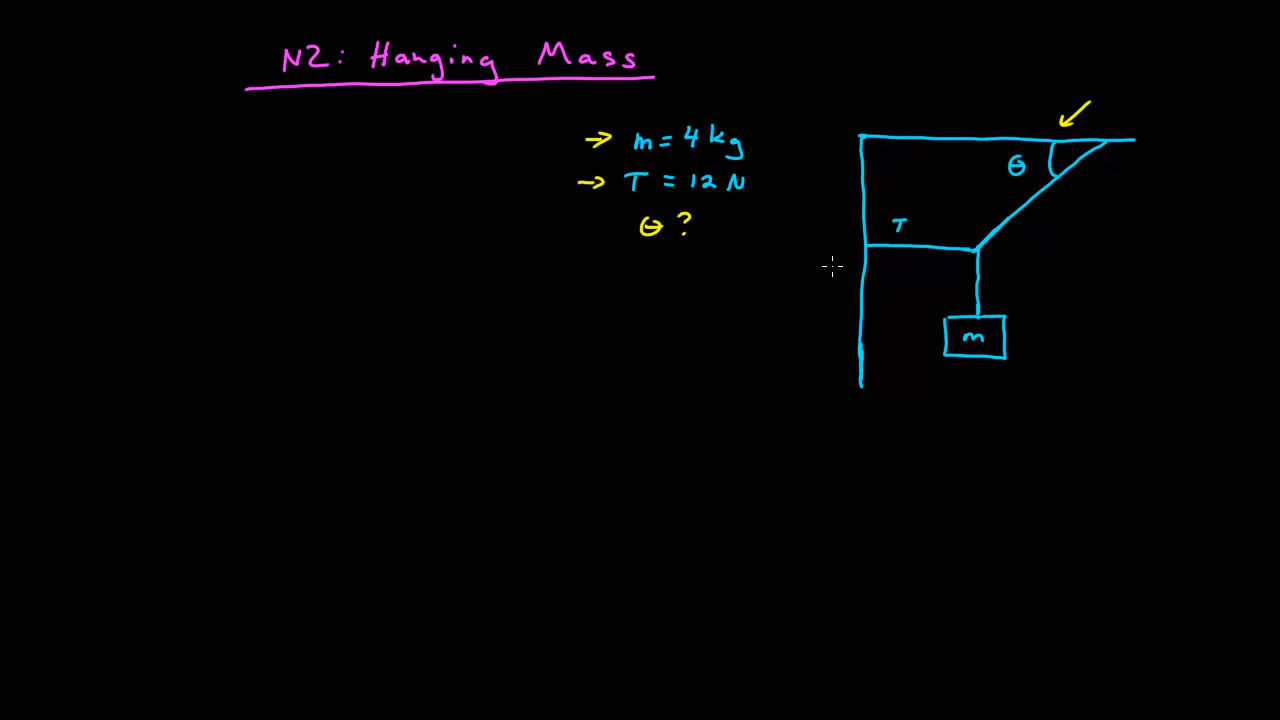 N2: Hanging Mass
→ m = 4 kg
→ T = 12 N
θ ?
θ
T
m